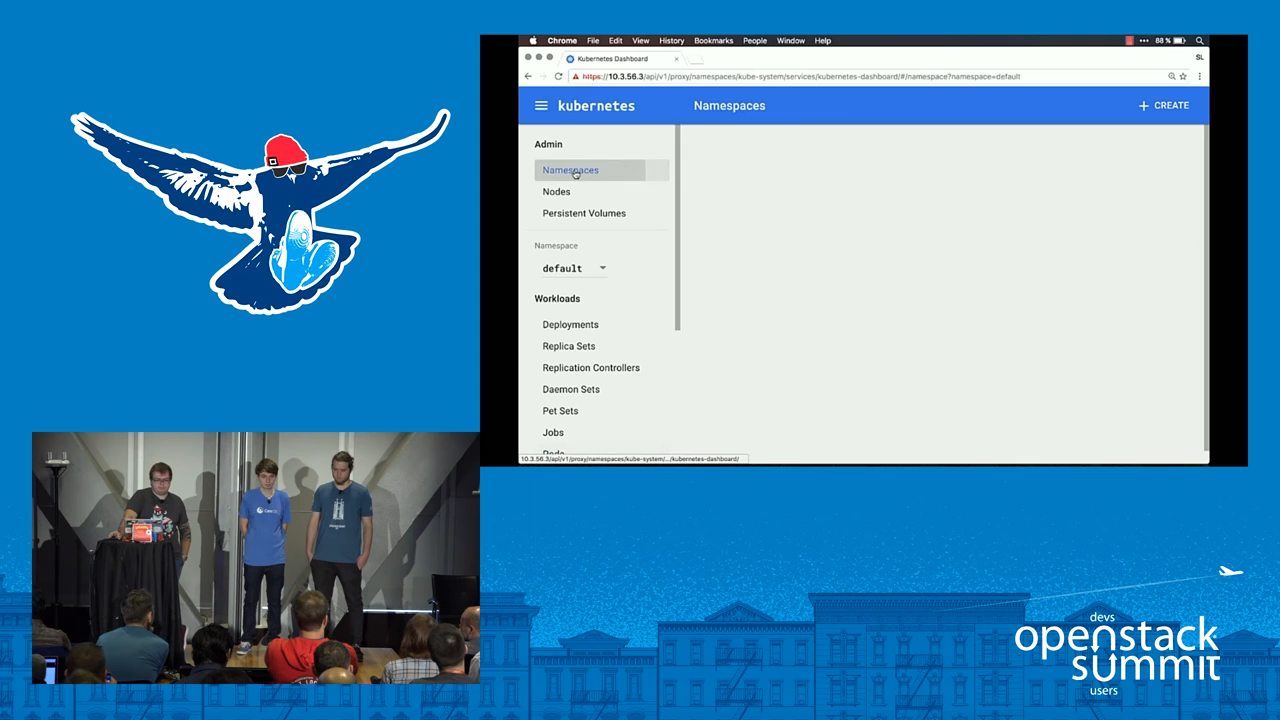 Chrome File Edit View History Bookmarks People Window Help 88 %
Kubernetes Dashboard SL
https://10.3.56.3/api/v1/proxy/namespaces/kube-system/services/kubernetes-dashboard/#/namespace?namespace=default
kubernetes Namespaces CREATE
Admin
Namespaces
Nodes
Persistent Volumes
Namespace
default
Workloads
Deployments
Replica Sets
Replication Controllers
Daemon Sets
Pet Sets
Jobs
Pods
10.3.56.3/api/v1/proxy/namespaces/kube-system/.../kubernetes-dashboard/
devs
openstack
summit
users